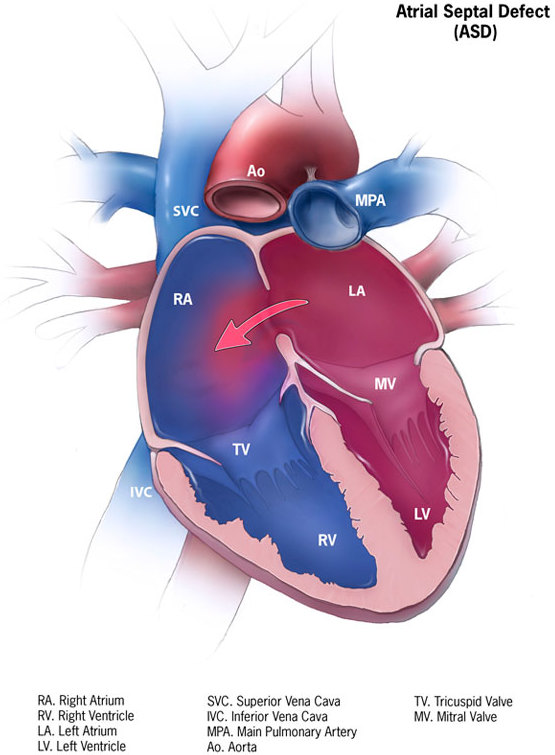 Atrial Septal Defect
(ASD)
Ao
MPA
SVC
RA
LA
MV
TV
IVC
LV
RV
RA. Right Atrium
RV. Right Ventricle
LA. Left Atrium
LV. Left Ventricle
SVC. Superior Vena Cava
IVC. Inferior Vena Cava
MPA. Main Pulmonary Artery
Ao. Aorta
TV. Tricuspid Valve
MV. Mitral Valve